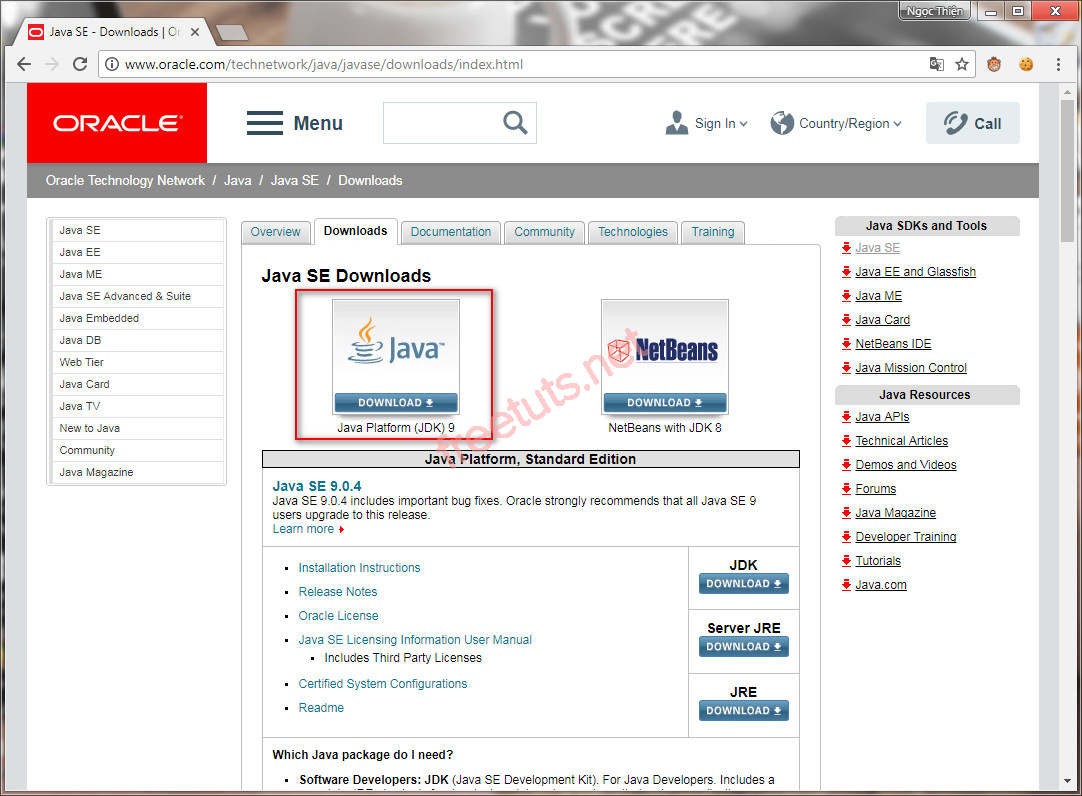 Ngọc Thiện
Java SE - Downloads | Or
www.oracle.com/technetwork/java/javase/downloads/index.html
ORACLE
Menu
Sign In
Country/Region
Call
Oracle Technology Network / Java / Java SE / Downloads
Java SE
Java EE
Java ME
Java SE Advanced & Suite
Java Embedded
Java DB
Web Tier
Java Card
Java TV
New to Java
Community
Java Magazine
Overview
Downloads
Documentation
Community
Technologies
Training
Java SE Downloads
Java™
DOWNLOAD
Java Platform (JDK) 9
NetBeans
DOWNLOAD
NetBeans with JDK 8
freetuts.net
Java Platform, Standard Edition
Java SE 9.0.4
Java SE 9.0.4 includes important bug fixes. Oracle strongly recommends that all Java SE 9
users upgrade to this release.
Learn more
Installation Instructions
Release Notes
Oracle License
Java SE Licensing Information User Manual
Includes Third Party Licenses
Certified System Configurations
Readme
JDK
DOWNLOAD
Server JRE
DOWNLOAD
JRE
DOWNLOAD
Which Java package do I need?
Software Developers: JDK (Java SE Development Kit). For Java Developers. Includes a
Java SDKs and Tools
Java SE
Java EE and Glassfish
Java ME
Java Card
NetBeans IDE
Java Mission Control
Java Resources
Java APIs
Technical Articles
Demos and Videos
Forums
Java Magazine
Developer Training
Tutorials
Java.com